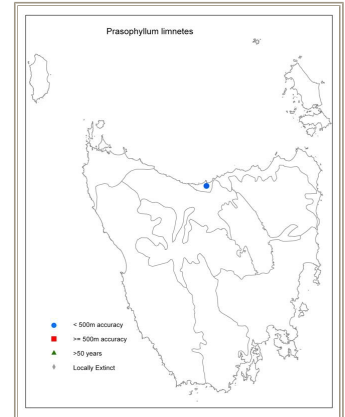 Prasophyllum limnetes
< 500m accuracy
>= 500m accuracy
>50 years
Locally Extinct